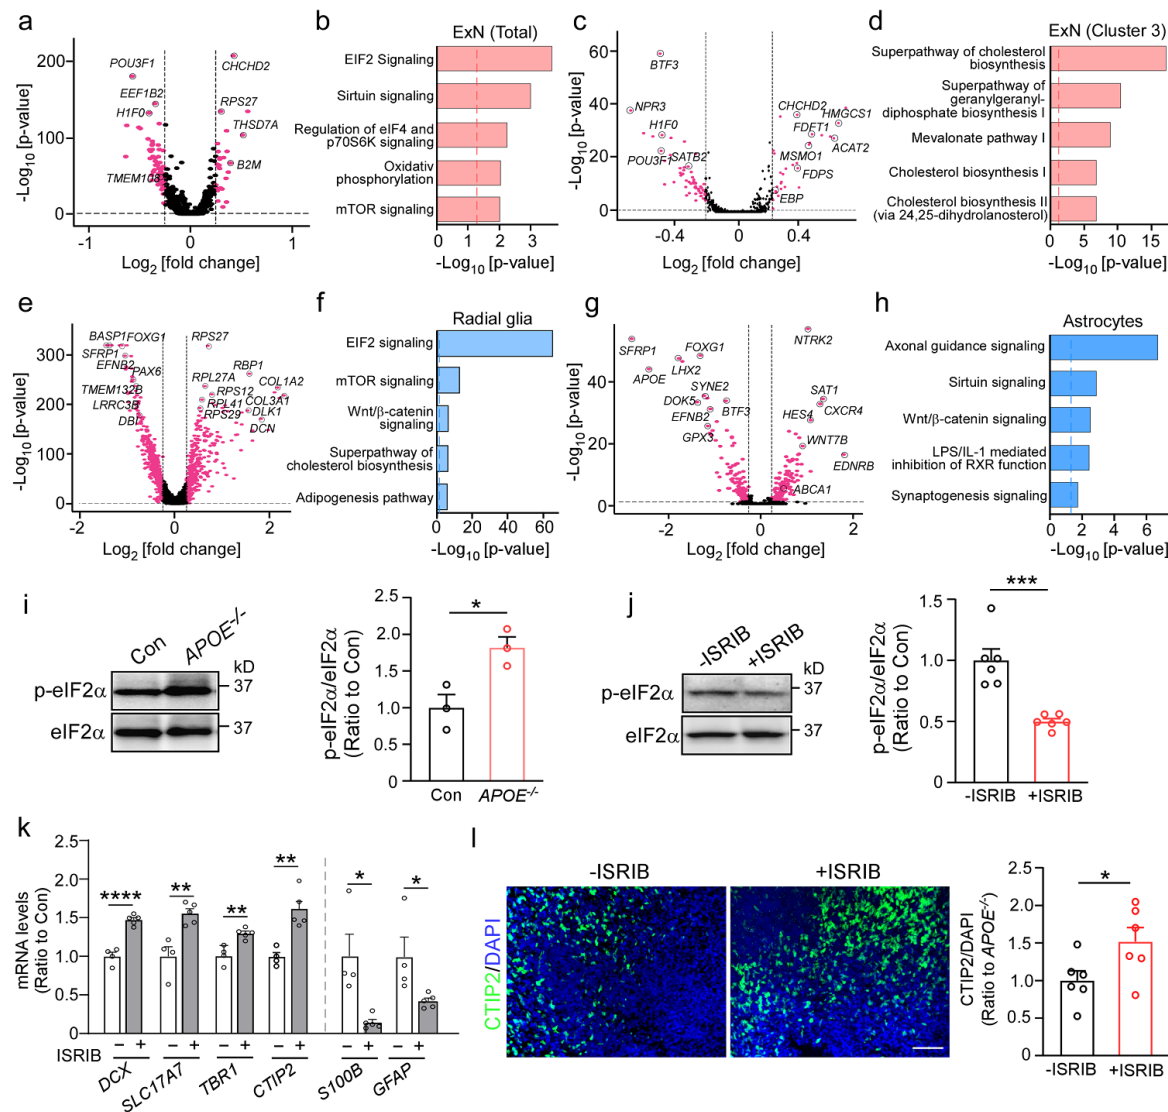 a
200
150
100
50
0
-Log10 [p-value]
POU3F1
EEF1B2
H1F0
TMEM108
CHCHD2
RPS27
THSD7A
B2M
-1
0
1
Log2 [fold change]
b
ExN (Total)
EIF2 Signaling
Sirtuin signaling
Regulation of eIF4 and
p70S6K signaling
Oxidativ
phosphorylation
mTOR signaling
0 1 2 3
-Log10 [p-value]
c
60
40
20
0
-Log10 [p-value]
BTF3
NPR3
H1F0
POU3F1
SATB2
CHCHD2
HMGCS1
FDFT1
ACAT2
MSMO1
FDPS
EBP
-0.4
0
0.4
Log2 [fold change]
d
ExN (Cluster 3)
Superpathway of cholesterol
biosynthesis
Superpathway of
geranylgeranyl-
diphosphate biosynthesis I
Mevalonate pathway I
Cholesterol biosynthesis I
Cholesterol biosynthesis II
(via 24,25-dihydrolanosterol)
0 5 10 15
-Log10 [p-value]
e
300
200
100
0
-Log10 [p-value]
BASP1
FOXG1
SFRP1
EFNB2
PAX6
TMEM132B
LRRC3B
DBI
RPS27
RBP1
RPL27A
COL1A2
RPS12
COL3A1
RPL41
DLK1
RPS29
DCN
-2
0
2
Log2 [fold change]
f
Radial glia
EIF2 signaling
mTOR signaling
Wnt/β-catenin
signaling
Superpathway of
cholesterol biosynthesis
Adipogenesis pathway
0 20 40 60
-Log10 [p-value]
g
60
40
20
0
-Log10 [p-value]
SFRP1
FOXG1
NTRK2
APOE
LHX2
SYNE2
DOK5
BTF3
EFNB2
GPX3
SAT1
CXCR4
HES4
WNT7B
EDNRB
ABCA1
-2
0
2
Log2 [fold change]
h
Astrocytes
Axonal guidance signaling
Sirtuin signaling
Wnt/β-catenin signaling
LPS/IL-1 mediated
inhibition of RXR function
Synaptogenesis signaling
0 2 4 6
-Log10 [p-value]
i
Con
APOE-/-
kD
p-eIF2α
37
eIF2α
37
p-eIF2α/eIF2α
(Ratio to Con)
2.5
2.0
1.5
1.0
0.5
0
*
Con
APOE-/-
j
-ISRIB
+ISRIB
kD
p-eIF2α
37
eIF2α
37
p-eIF2α/eIF2α
(Ratio to Con)
1.5
1.0
0.5
0
***
-ISRIB
+ISRIB
k
mRNA levels
(Ratio to Con)
2.5
2.0
1.5
1.0
0.5
0
****
**
**
**
*
*
ISRIB
− + − + − + − + − + − +
DCX
SLC17A7
TBR1
CTIP2
S100B
GFAP
l
-ISRIB
+ISRIB
CTIP2/DAPI
CTIP2/DAPI
(Ratio to APOE-/-)
2.5
2.0
1.5
1.0
0.5
0
*
-ISRIB
+ISRIB